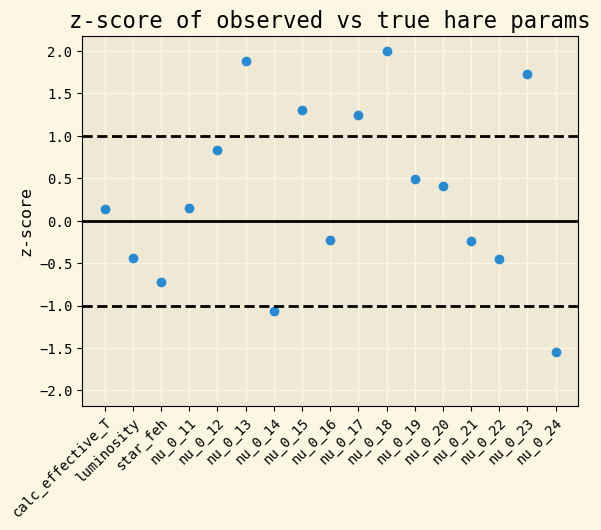 z-score of observed vs true hare params
z-score
2.0
1.5
1.0
0.5
0.0
−0.5
−1.0
−1.5
−2.0
calc_effective_T
luminosity
star_feh
nu_0_11
nu_0_12
nu_0_13
nu_0_14
nu_0_15
nu_0_16
nu_0_17
nu_0_18
nu_0_19
nu_0_20
nu_0_21
nu_0_22
nu_0_23
nu_0_24